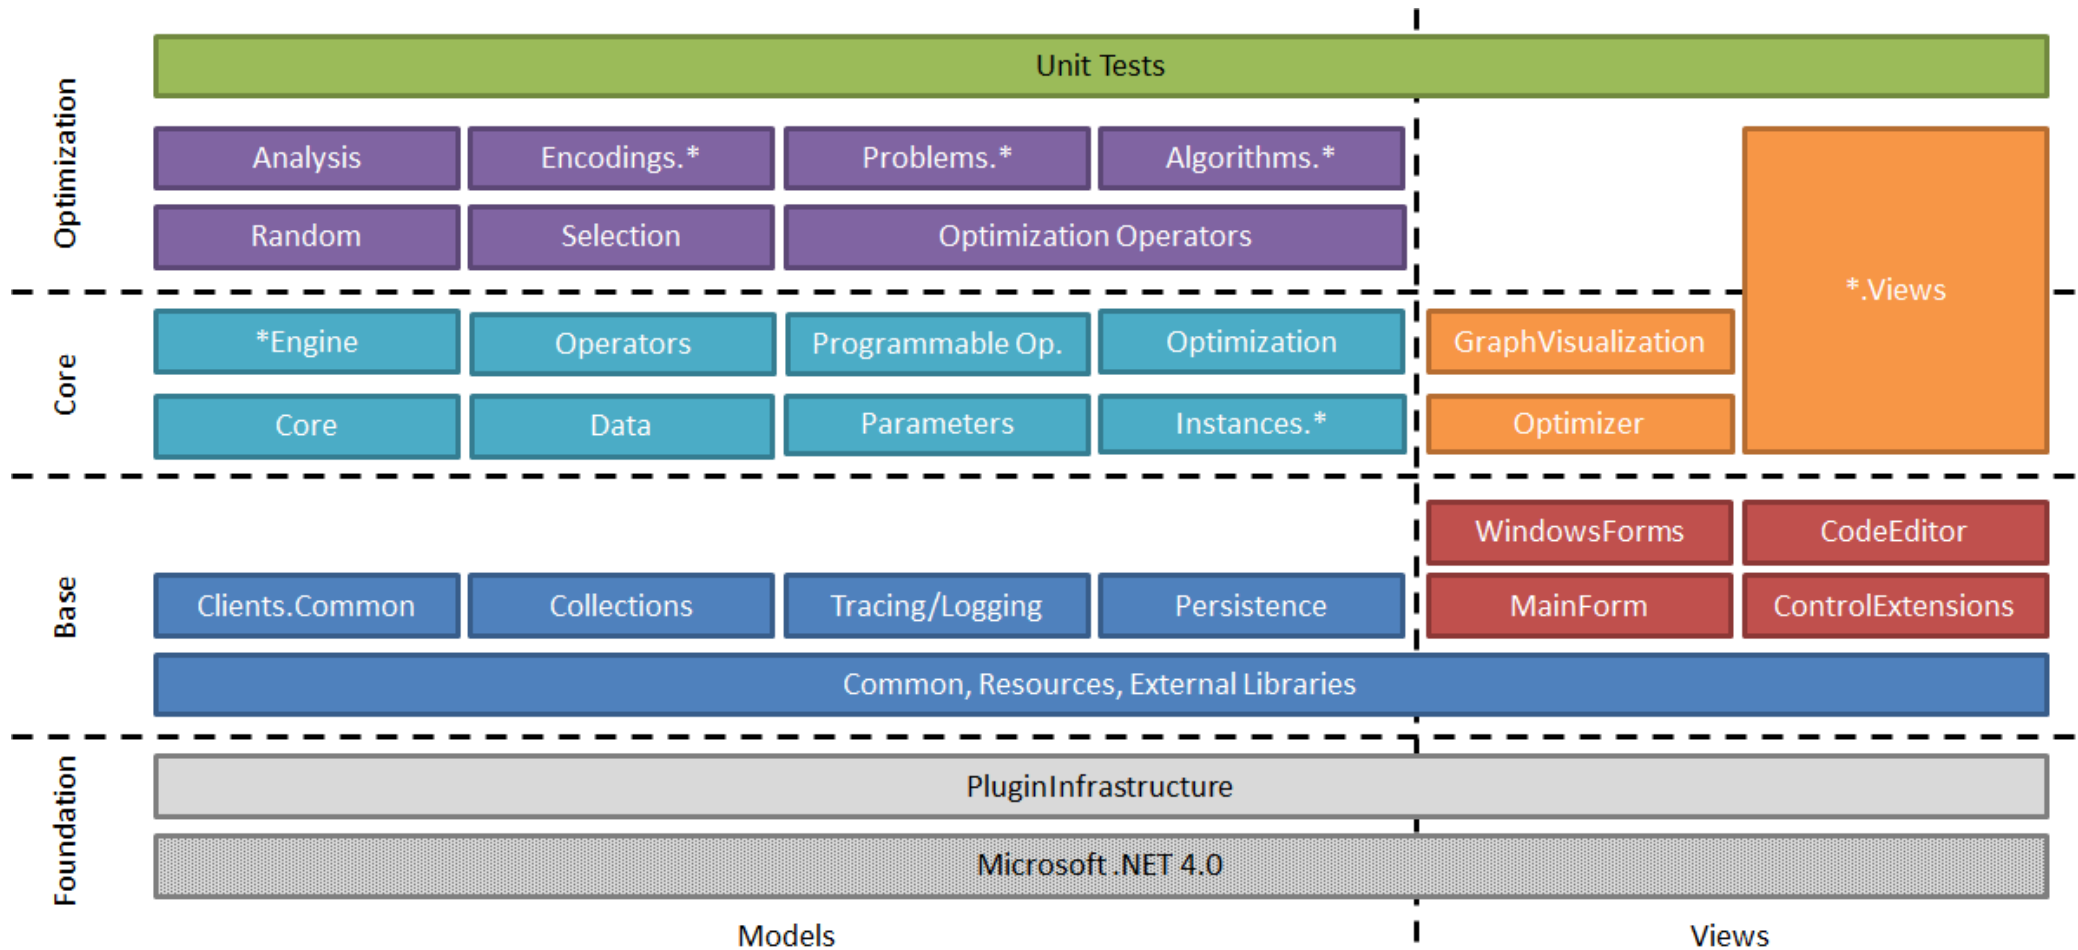 Optimization
Unit Tests
Analysis
Encodings.*
Problems.*
Algorithms.*
Random
Selection
Optimization Operators
*.Views
Core
*Engine
Operators
Programmable Op.
Optimization
GraphVisualization
Core
Data
Parameters
Instances.*
Optimizer
Base
WindowsForms
CodeEditor
Clients.Common
Collections
Tracing/Logging
Persistence
MainForm
ControlExtensions
Common, Resources, External Libraries
Foundation
PluginInfrastructure
Microsoft .NET 4.0
Models
Views